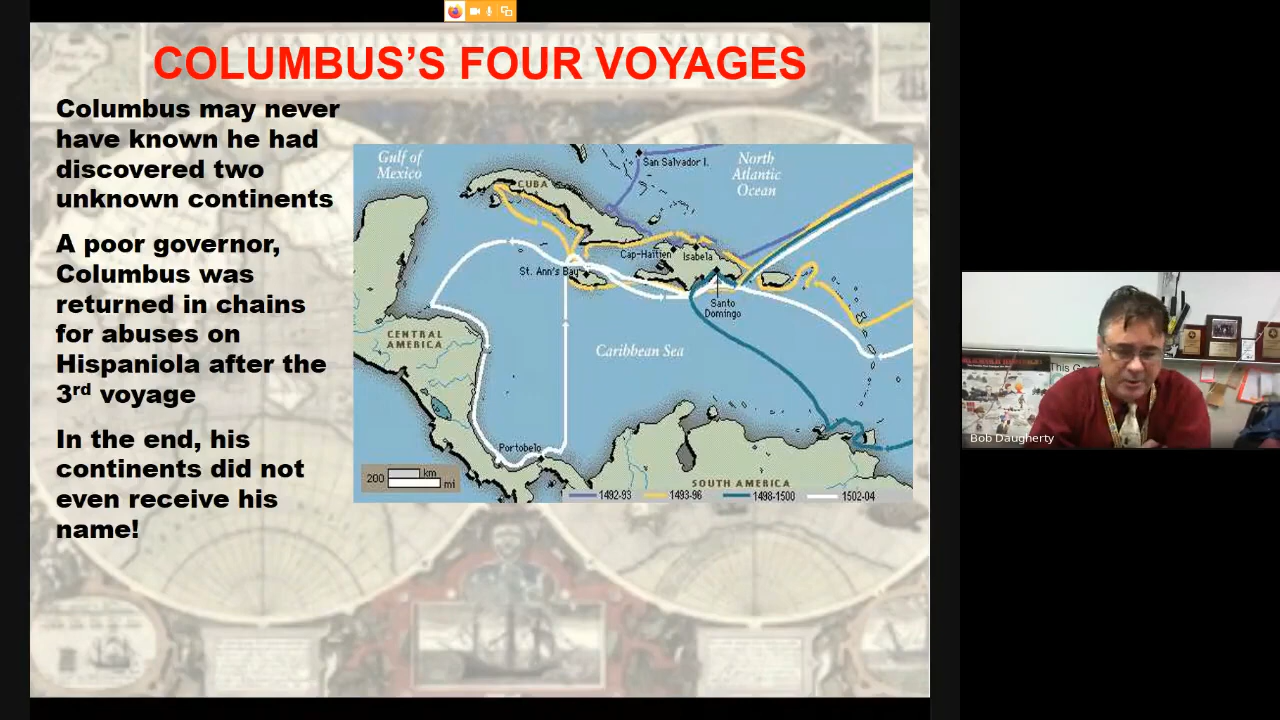 COLUMBUS’S FOUR VOYAGES
Columbus may never
have known he had
discovered two
unknown continents
A poor governor,
Columbus was
returned in chains
for abuses on
Hispaniola after the
3rd voyage
In the end, his
continents did not
even receive his
name!
Gulf of
Mexico
San Salvador I.
North
Atlantic
Ocean
CUBA
Cap-Haïtien
Isabela
St. Ann's Bay
Santo
Domingo
CENTRAL
AMERICA
Caribbean Sea
Portobelo
200
km
mi
SOUTH AMERICA
1492-93
1493-96
1498-1500
1502-04
This
Bob Daugherty